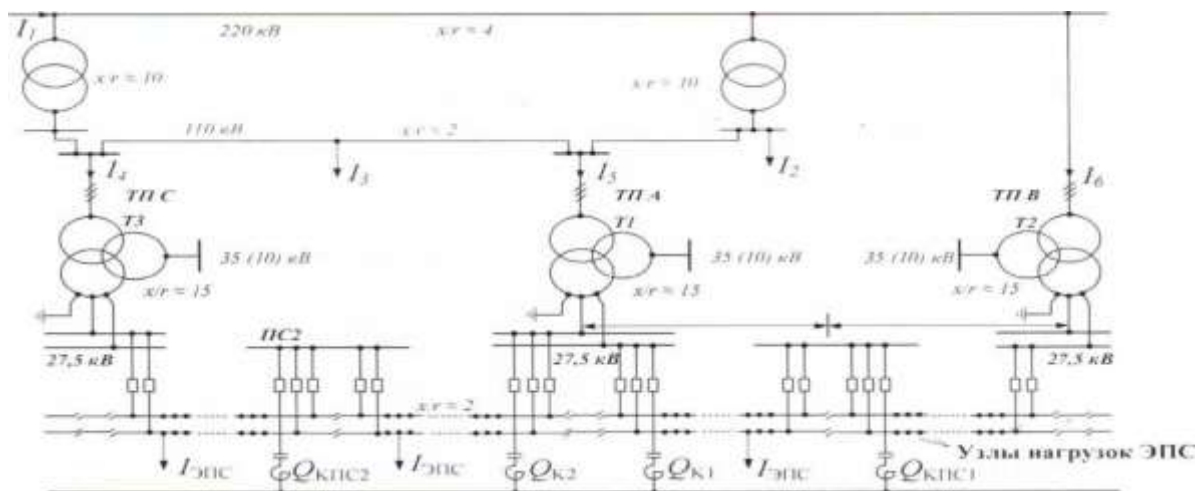 I₁ 220 кВ x/r = 4
x/r = 10 x/r = 10
110 кВ x/r = 2
I₄ I₃ I₅ I₂ I₆
ТП С ТП А ТП В
Т3 Т1 Т2
35 (10) кВ 35 (10) кВ 35 (10) кВ
x/r = 15 x/r = 15 x/r = 15
ПС2
27,5 кВ 27,5 кВ 27,5 кВ
x/r = 2
Узлы нагрузок ЭПС
IЭПС QКПС2 IЭПС QК2 QК1 IЭПС QКПС1